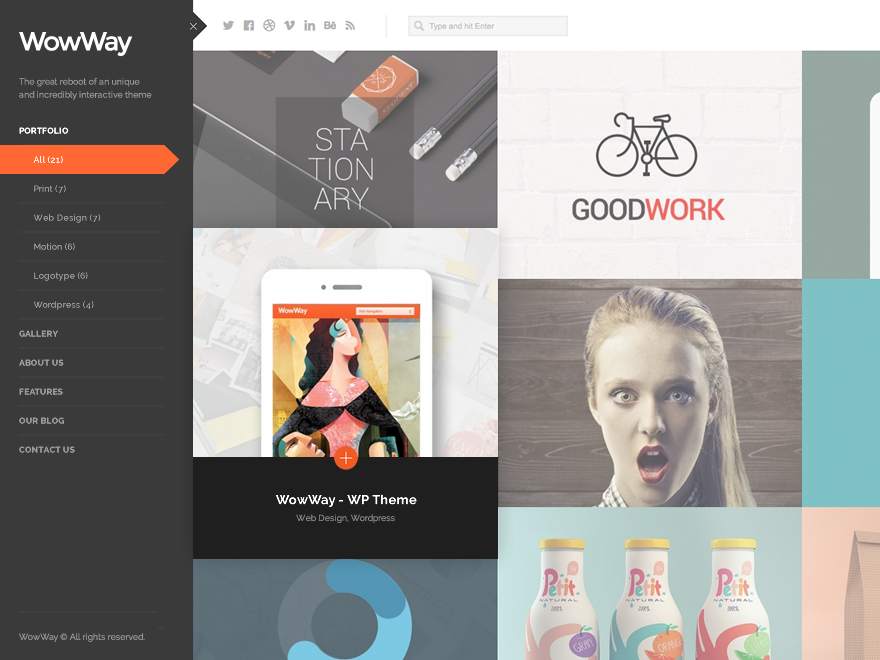 WowWay
The great reboot of an unique
and incredibly interactive theme
PORTFOLIO
All (21)
Print (7)
Web Design (7)
Motion (6)
Logotype (6)
Wordpress (4)
GALLERY
ABOUT US
FEATURES
OUR BLOG
CONTACT US
WowWay © All rights reserved.
Type and hit Enter
STA
TION
ARY
GOODWORK
WowWay
WowWay - WP Theme
Web Design, Wordpress
Petit
NATURAL
Petit
NATURAL
Petit
NATURAL
GRAPE
ORANGE